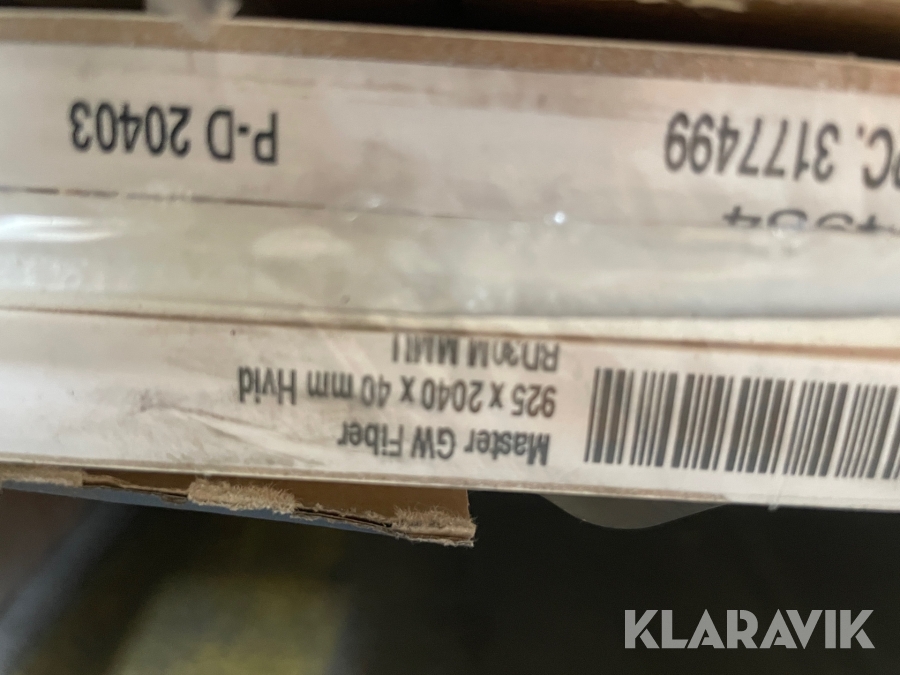 Master GW Fiber
925 x 2040 x 40 mm Hvid
PC. 3177499
P-D 20403
KLARAVIK